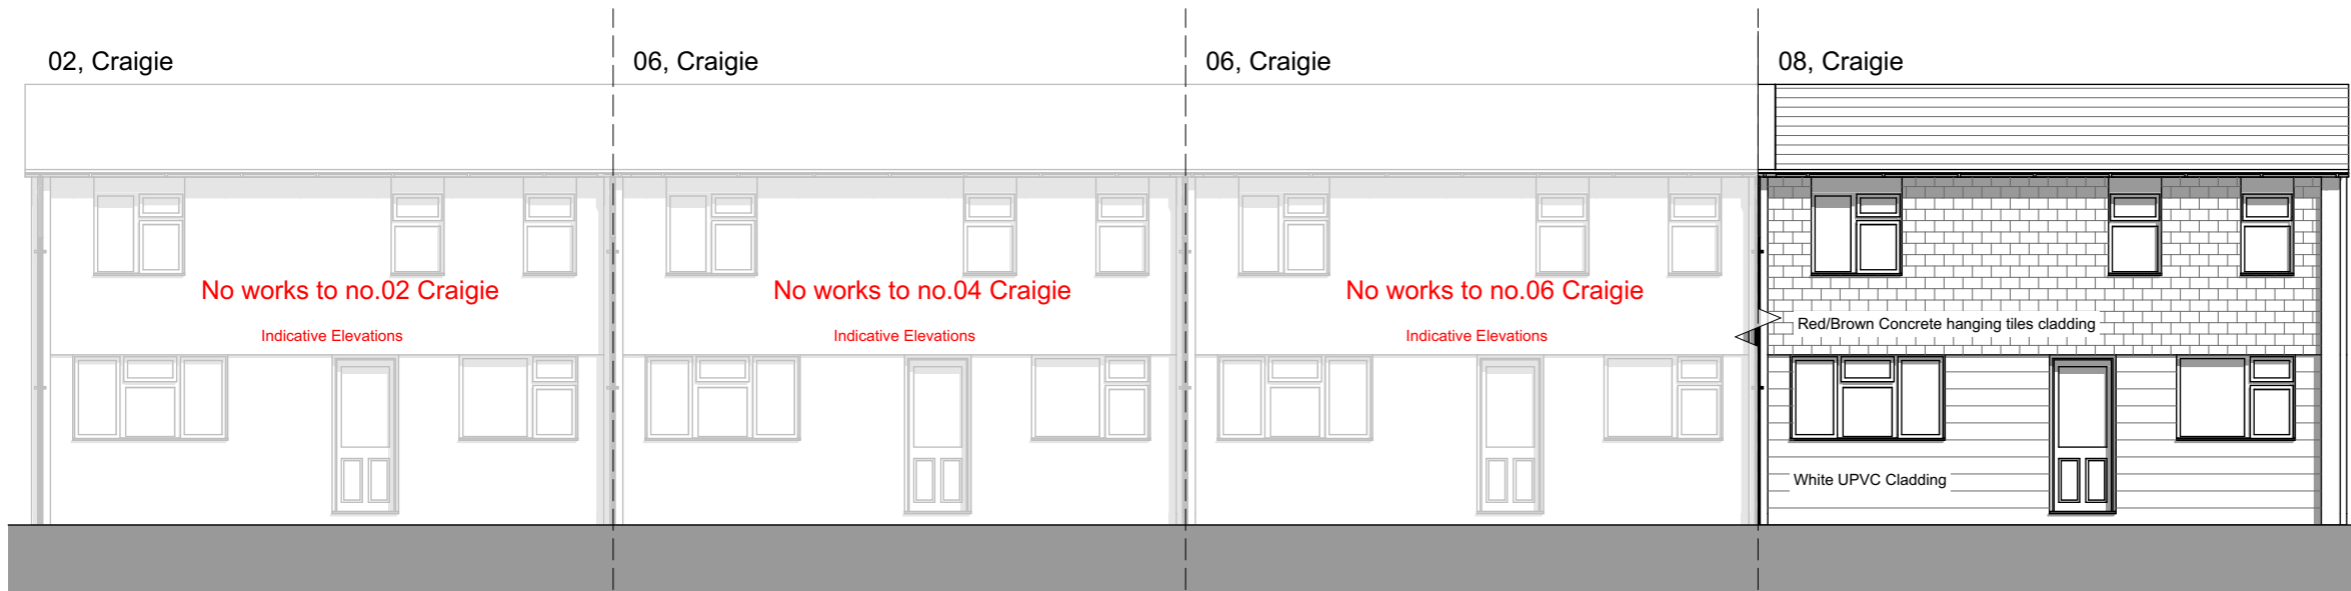 02, Craigie
06, Craigie
06, Craigie
08, Craigie
No works to no.02 Craigie
Indicative Elevations
No works to no.04 Craigie
Indicative Elevations
No works to no.06 Craigie
Indicative Elevations
Red/Brown Concrete hanging tiles cladding
White UPVC Cladding